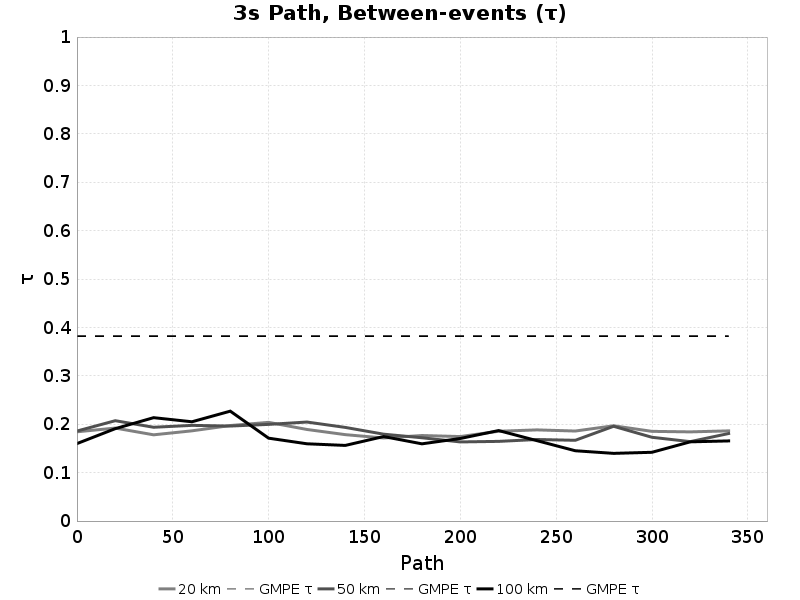 3s Path, Between-events (τ)
1
0.9
0.8
0.7
0.6
0.5
0.4
0.3
0.2
0.1
0
τ
0 50 100 150 200 250 300 350
Path
20 km GMPE τ 50 km GMPE τ 100 km GMPE τ